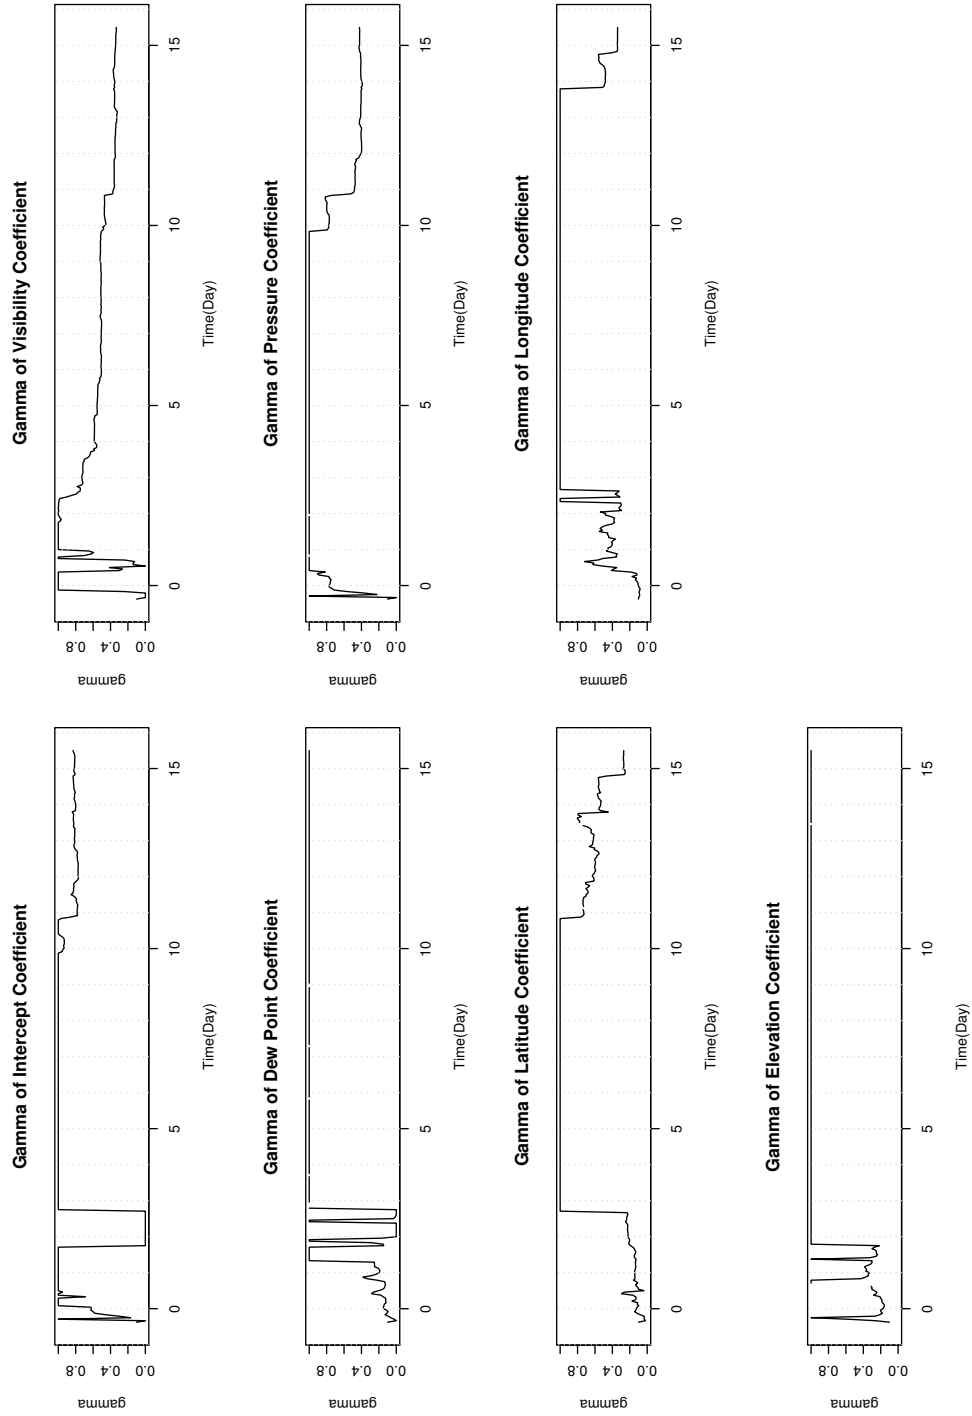 Gamma of Intercept Coefficient
gamma
0.0 0.4 0.8
0 5 10 15
Time(Day)
Gamma of Visibility Coefficient
gamma
0.0 0.4 0.8
0 5 10 15
Time(Day)
Gamma of Dew Point Coefficient
gamma
0.0 0.4 0.8
0 5 10 15
Time(Day)
Gamma of Pressure Coefficient
gamma
0.0 0.4 0.8
0 5 10 15
Time(Day)
Gamma of Latitude Coefficient
gamma
0.0 0.4 0.8
0 5 10 15
Time(Day)
Gamma of Longitude Coefficient
gamma
0.0 0.4 0.8
0 5 10 15
Time(Day)
Gamma of Elevation Coefficient
gamma
0.0 0.4 0.8
0 5 10 15
Time(Day)